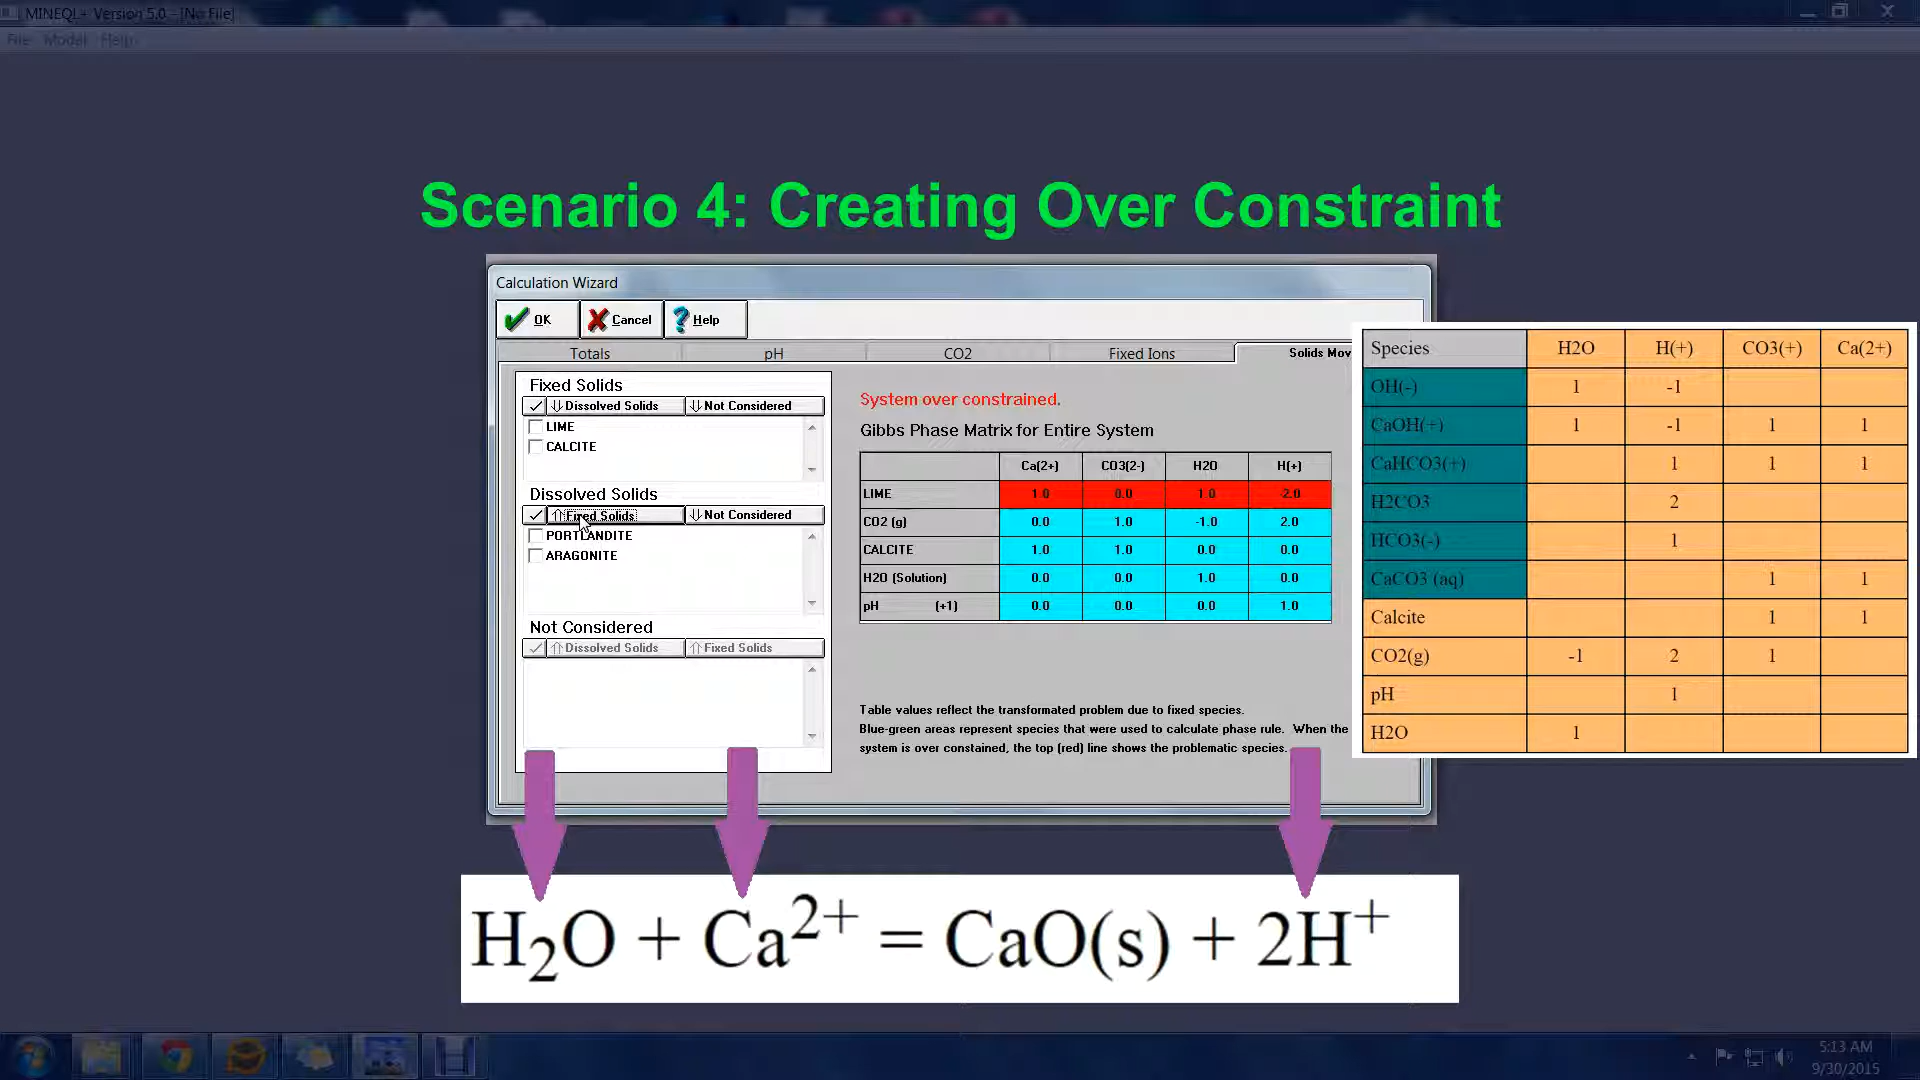 MINEQL+ Version 5.0 - [No File]
File Model Help
Scenario 4: Creating Over Constraint
Calculation Wizard
OK Cancel Help
Totals pH CO2 Fixed Ions Solids Mov
Fixed Solids
Dissolved Solids Not Considered
LIME
CALCITE
Dissolved Solids
Fixed Solids Not Considered
PORTLANDITE
ARAGONITE
Not Considered
Dissolved Solids Fixed Solids
System over constrained.
Gibbs Phase Matrix for Entire System
Ca(2+) CO3(2-) H2O H(+)
LIME 1.0 0.0 1.0 -2.0
CO2 (g) 0.0 1.0 -1.0 2.0
CALCITE 1.0 1.0 0.0 0.0
H2O (Solution) 0.0 0.0 1.0 0.0
pH (+1) 0.0 0.0 0.0 1.0
Table values reflect the transformated problem due to fixed species.
Blue-green areas represent species that were used to calculate phase rule. When the
system is over constained, the top (red) line shows the problematic species.
Species H2O H(+) CO3(+) Ca(2+)
OH(-) 1 -1
CaOH(+) 1 -1 1 1
CaHCO3(+) 1 1 1
H2CO3 2
HCO3(-) 1
CaCO3 (aq) 1 1
Calcite 1 1
CO2(g) -1 2 1
pH 1
H2O 1
H₂O + Ca²⁺ = CaO(s) + 2H⁺
5:13 AM
9/30/2015